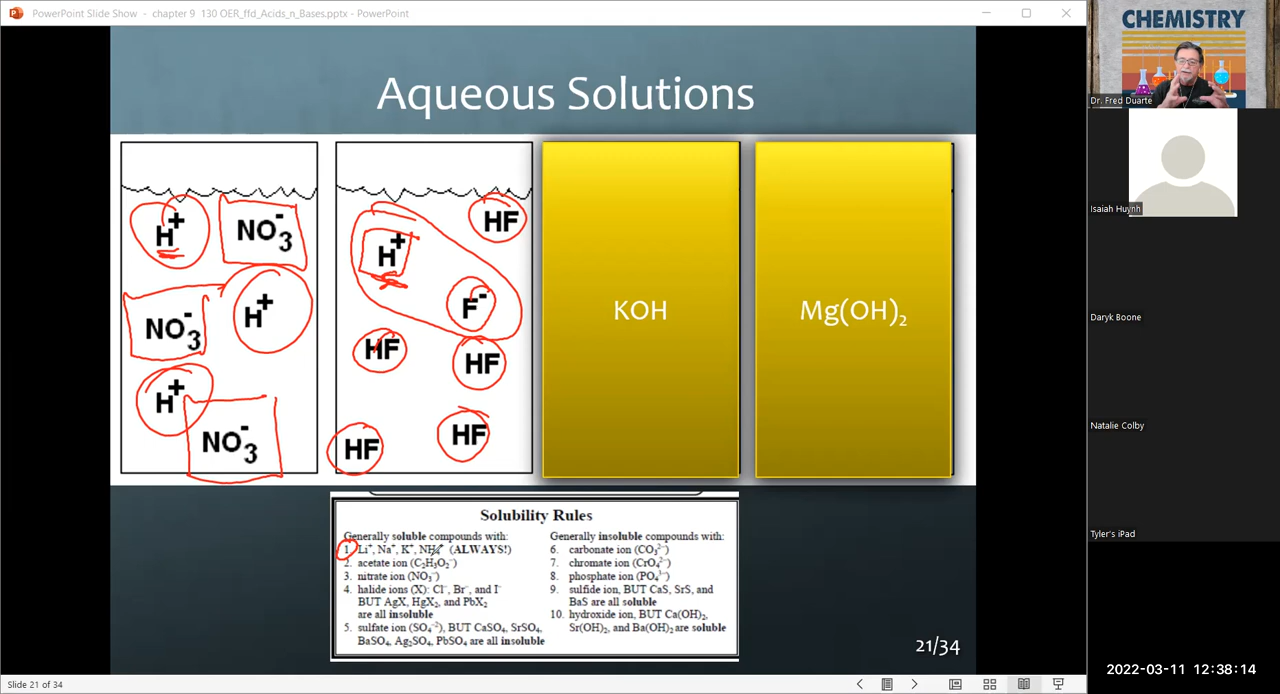 PowerPoint Slide Show - chapter 9 130 OER_ffd_Acids_n_Bases.pptx - PowerPoint
CHEMISTRY
Dr. Fred Duarte
Isaiah Huynh
Daryk Boone
Natalie Colby
Tyler's iPad
Aqueous Solutions
H⁺ NO₃⁻
NO₃⁻ H⁺
H⁺
NO₃⁻
HF
H⁺
F⁻
HF HF
HF HF
KOH
Mg(OH)₂
Solubility Rules
Generally soluble compounds with:
1. Li⁺, Na⁺, K⁺, NH₄⁺ (ALWAYS!)
2. acetate ion (C₂H₃O₂⁻)
3. nitrate ion (NO₃⁻)
4. halide ions (X): Cl⁻, Br⁻, and I⁻
BUT AgX, HgX₂, and PbX₂
are all insoluble
5. sulfate ion (SO₄⁻²), BUT CaSO₄, SrSO₄,
BaSO₄, Ag₂SO₄, PbSO₄ are all insoluble
Generally insoluble compounds with:
6. carbonate ion (CO₃²⁻)
7. chromate ion (CrO₄²⁻)
8. phosphate ion (PO₄³⁻)
9. sulfide ion, BUT CaS, SrS, and
BaS are all soluble
10. hydroxide ion, BUT Ca(OH)₂,
Sr(OH)₂, and Ba(OH)₂ are soluble
21/34
Slide 21 of 34
2022-03-11 12:38:14